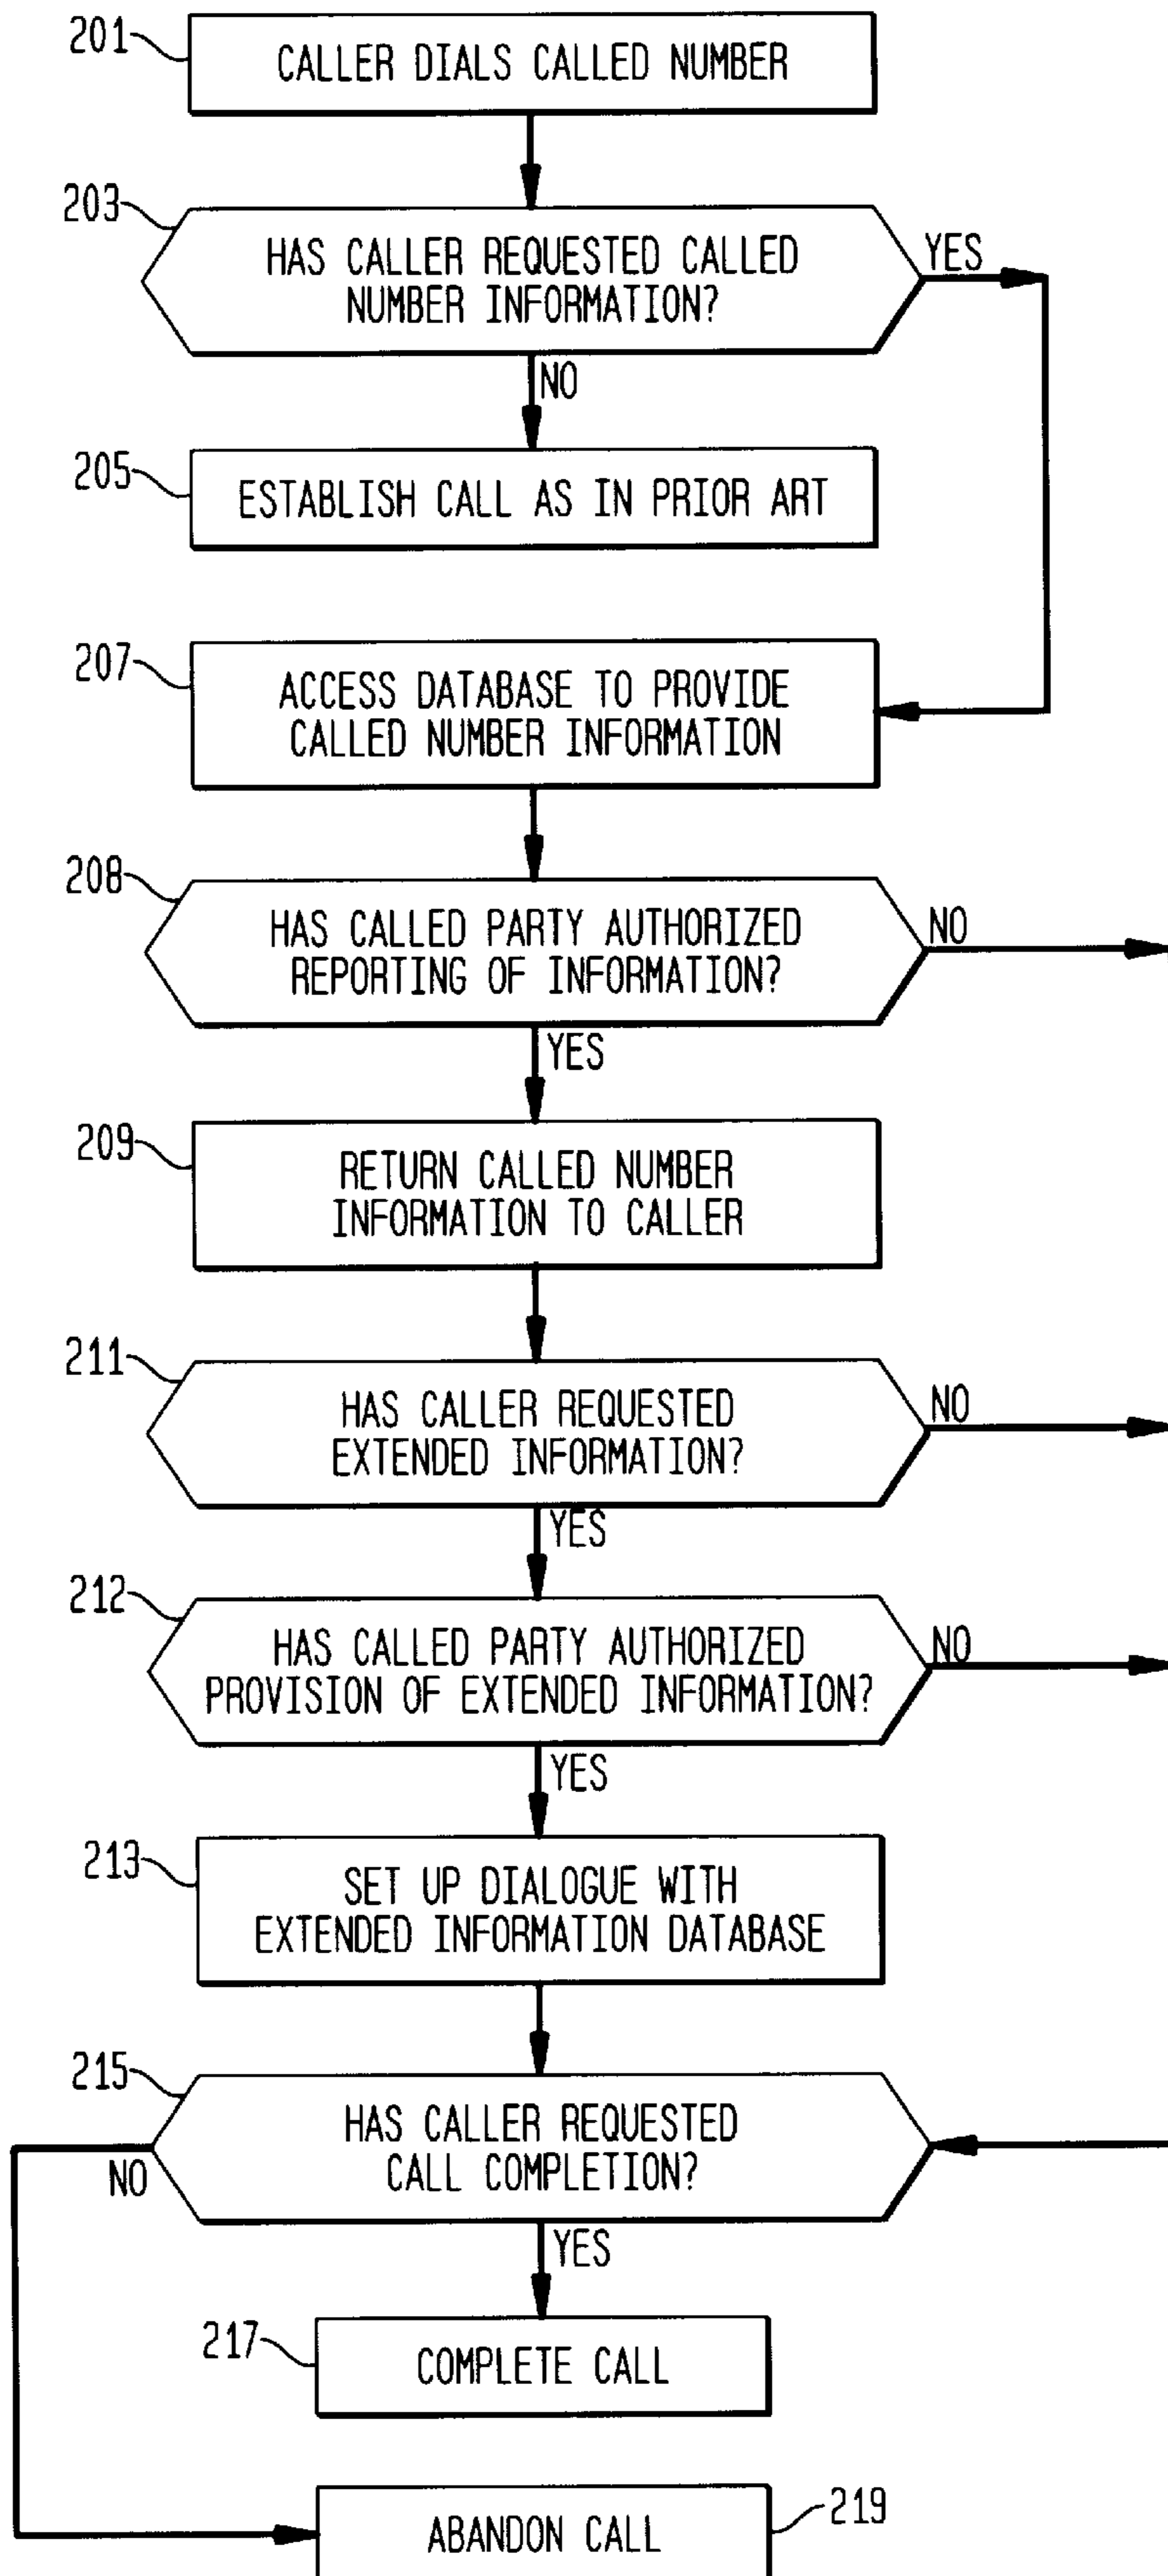 201
CALLER DIALS CALLED NUMBER
203
HAS CALLER REQUESTED CALLED
NUMBER INFORMATION?
YES
NO
205
ESTABLISH CALL AS IN PRIOR ART
207
ACCESS DATABASE TO PROVIDE
CALLED NUMBER INFORMATION
208
HAS CALLED PARTY AUTHORIZED
REPORTING OF INFORMATION?
NO
YES
209
RETURN CALLED NUMBER
INFORMATION TO CALLER
211
HAS CALLER REQUESTED
EXTENDED INFORMATION?
NO
YES
212
HAS CALLED PARTY AUTHORIZED
PROVISION OF EXTENDED INFORMATION?
NO
YES
213
SET UP DIALOGUE WITH
EXTENDED INFORMATION DATABASE
215
HAS CALLER REQUESTED
CALL COMPLETION?
NO
YES
217
COMPLETE CALL
219
ABANDON CALL